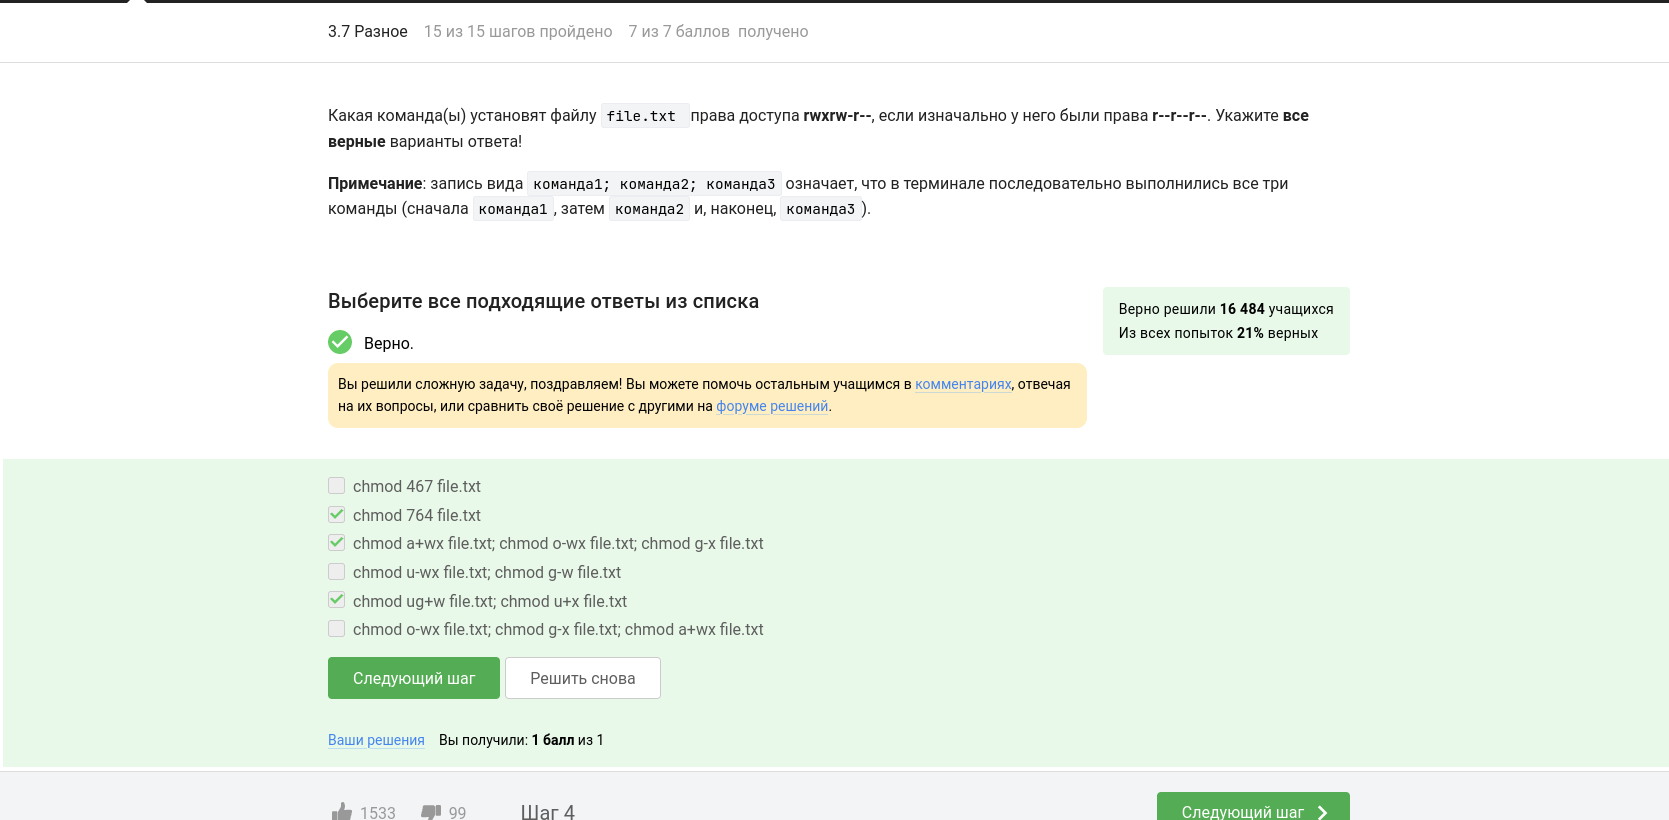 3.7 Разное 15 из 15 шагов пройдено 7 из 7 баллов получено
Какая команда(ы) установят файлу file.txt права доступа rwxrw-r--, если изначально у него были права r--r--r--. Укажите все
верные варианты ответа!
Примечание: запись вида команда1; команда2; команда3 означает, что в терминале последовательно выполнились все три
команды (сначала команда1, затем команда2 и, наконец, команда3).
Выберите все подходящие ответы из списка
Верно решили 16 484 учащихся
Из всех попыток 21% верных
Верно.
Вы решили сложную задачу, поздравляем! Вы можете помочь остальным учащимся в комментариях, отвечая
на их вопросы, или сравнить своё решение с другими на форуме решений.
chmod 467 file.txt
chmod 764 file.txt
chmod a+wx file.txt; chmod o-wx file.txt; chmod g-x file.txt
chmod u-wx file.txt; chmod g-w file.txt
chmod ug+w file.txt; chmod u+x file.txt
chmod o-wx file.txt; chmod g-x file.txt; chmod a+wx file.txt
Следующий шаг Решить снова
Ваши решения Вы получили: 1 балл из 1
1533 99 Шаг 4 Следующий шаг